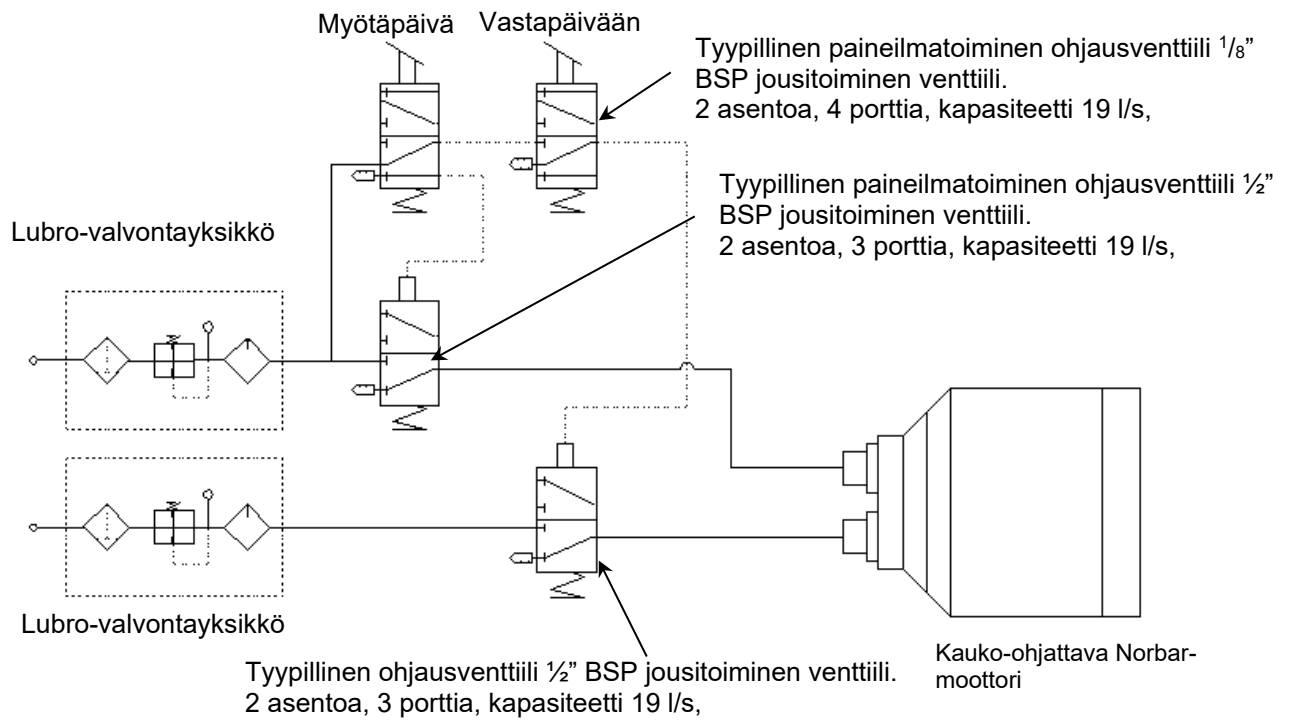 Myötäpäivä
Vastapäivään
Tyypillinen paineilmatoiminen ohjausventtiili 1/8”
BSP jousitoiminen venttiili.
2 asentoa, 4 porttia, kapasiteetti 19 l/s,
Tyypillinen paineilmatoiminen ohjausventtiili ½”
BSP jousitoiminen venttiili.
2 asentoa, 3 porttia, kapasiteetti 19 l/s,
Lubro-valvontayksikkö
Lubro-valvontayksikkö
Tyypillinen ohjausventtiili ½” BSP jousitoiminen venttiili.
2 asentoa, 3 porttia, kapasiteetti 19 l/s,
Kauko-ohjattava Norbar-
moottori